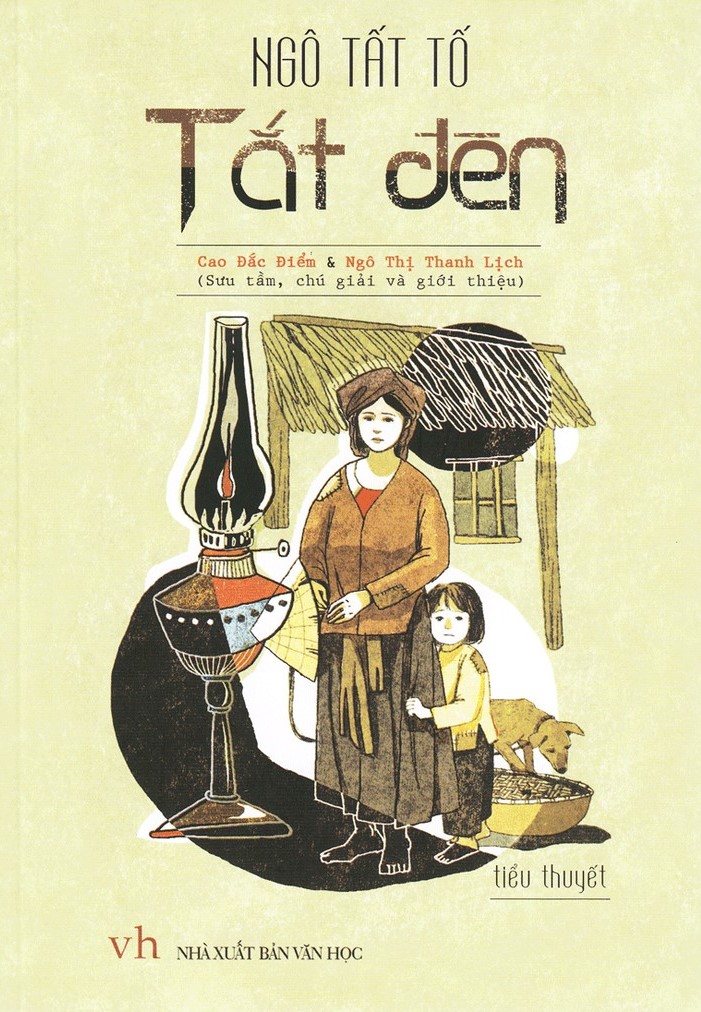 NGÔ TẤT TỐ
Tắt đèn
Cao Đắc Điểm & Ngô Thị Thanh Lịch
(Sưu tầm, chú giải và giới thiệu)
tiểu thuyết
vh NHÀ XUẤT BẢN VĂN HỌC